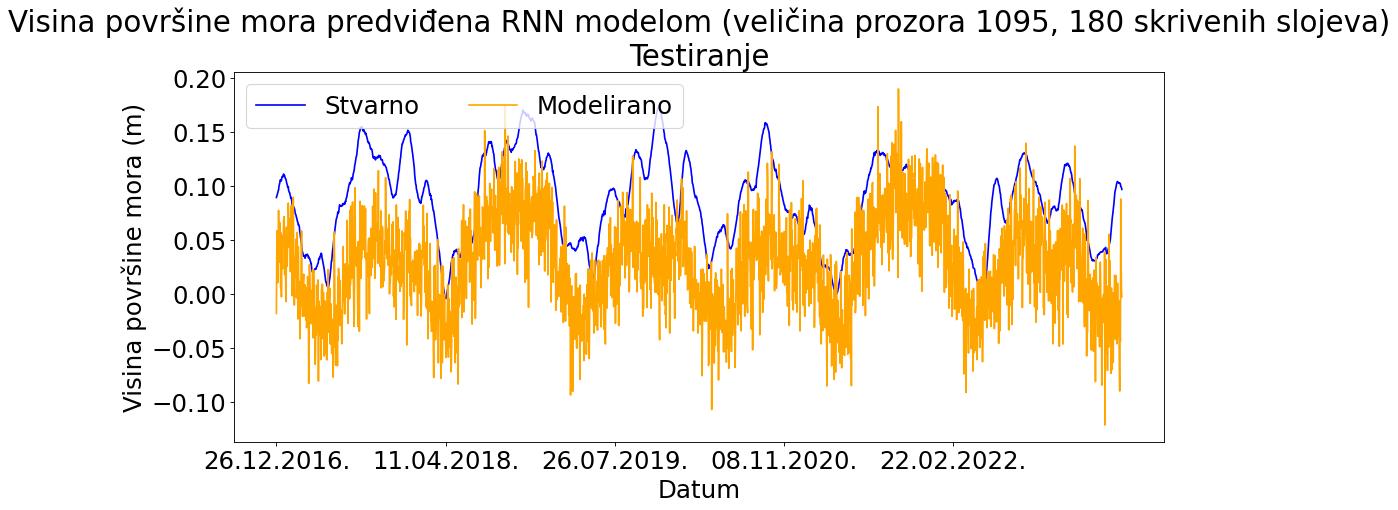 Visina površine mora predviđena RNN modelom (veličina prozora 1095, 180 skrivenih slojeva)
Testiranje
Stvarno Modelirano
Visina površine mora (m)
0.20
0.15
0.10
0.05
0.00
−0.05
−0.10
26.12.2016. 11.04.2018. 26.07.2019. 08.11.2020. 22.02.2022.
Datum